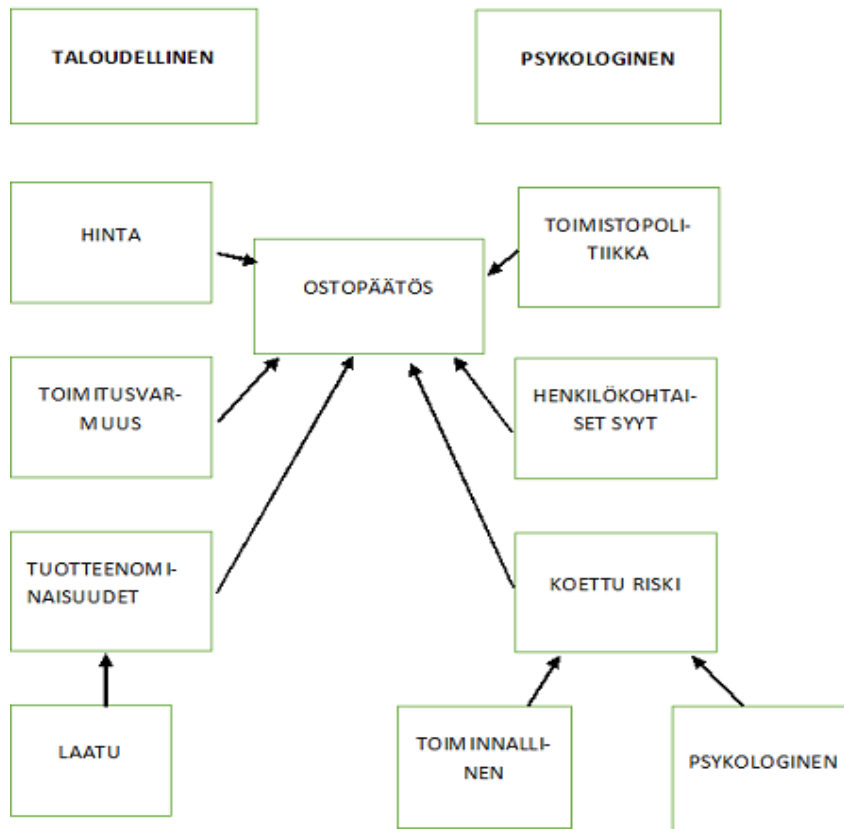 TALOUDELLINEN
PSYKOLOGINEN
HINTA
TOIMISTOPOLI-
TIIKKA
OSTOPÄÄTÖS
TOIMITUSVAR-
MUUS
HENKILÖKOHTAI-
SET SYYT
TUOTTEENOMI-
NAISUUDET
KOETTU RISKI
LAATU
TOIMINNALLI-
NEN
PSYKOLOGINEN